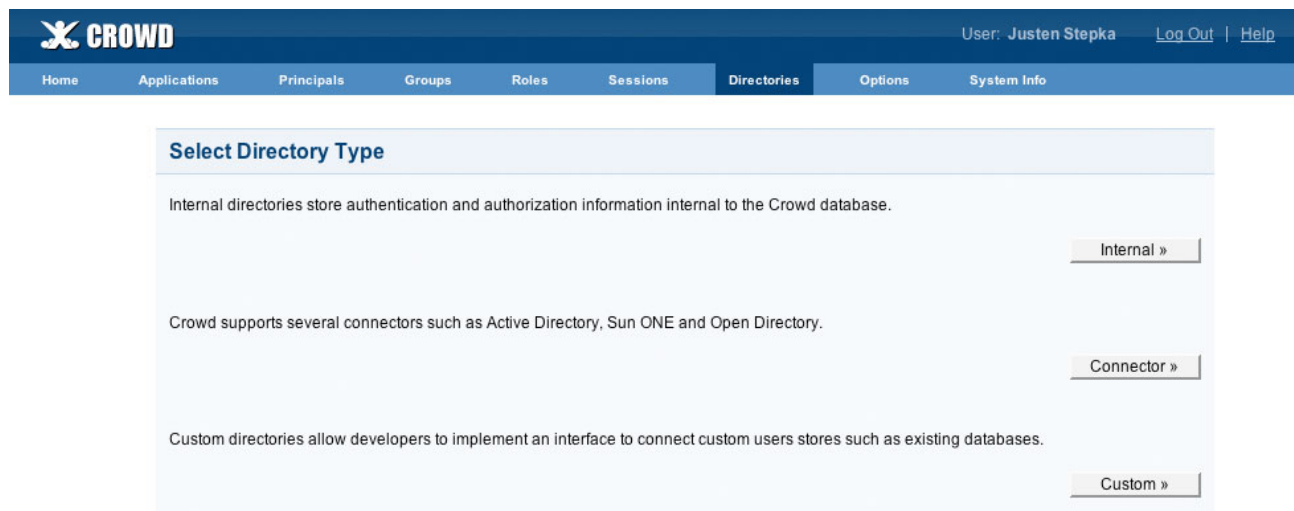 CROWD
User: Justen Stepka Log Out | Help
Home Applications Principals Groups Roles Sessions Directories Options System Info
Select Directory Type
Internal directories store authentication and authorization information internal to the Crowd database.
Internal »
Crowd supports several connectors such as Active Directory, Sun ONE and Open Directory.
Connector »
Custom directories allow developers to implement an interface to connect custom users stores such as existing databases.
Custom »